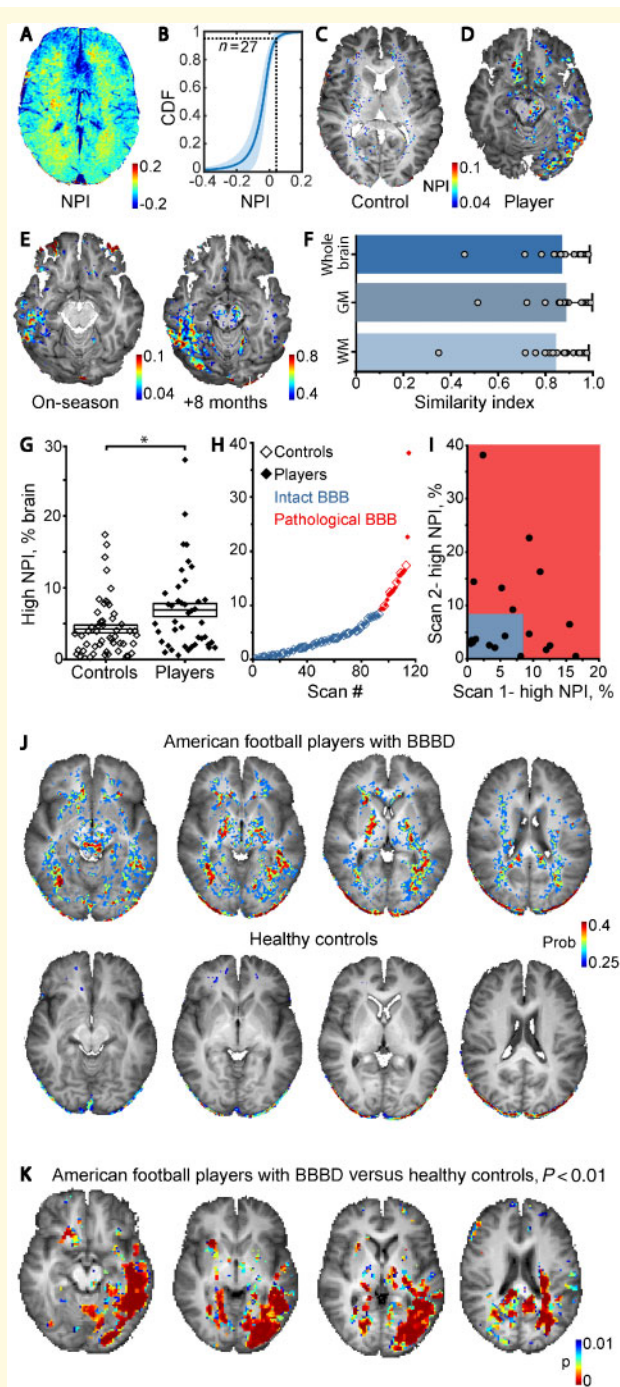 A
B
C
D
0.2
-0.2
NPI
CDF
1
0.8
0.6
0.4
0.2
0
n = 27
-0.4
-0.2
0
0.2
NPI
NPI
0.1
0.04
Control
Player
E
F
0.1
0.04
0.8
0.4
On-season
+8 months
Whole brain
GM
WM
0
0.2
0.4
0.6
0.8
1.0
Similarity index
G
H
I
High NPI, % brain
30
20
10
5
0
*
Controls
Players
40
30
20
10
0
Controls
Players
Intact BBB
Pathological BBB
0
40
80
120
Scan #
Scan 2- high NPI, %
40
30
20
10
0
0
5
10
15
20
Scan 1- high NPI, %
J
American football players with BBBD
Prob
0.4
0.25
Healthy controls
K American football players with BBBD versus healthy controls, P < 0.01
p
0.01
0